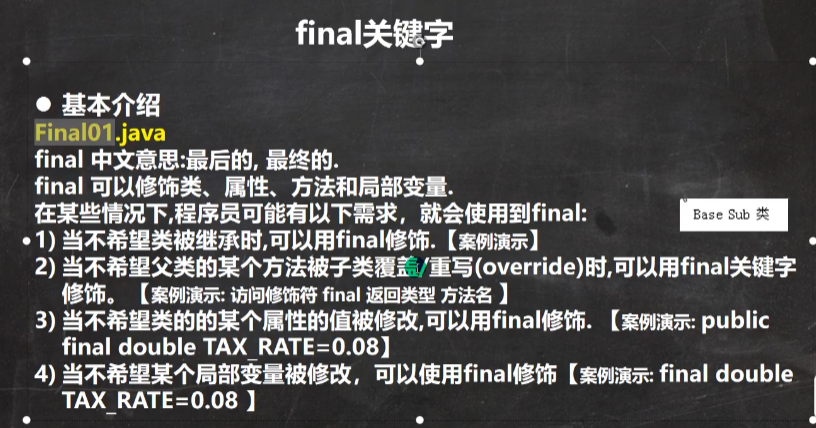 final关键字
● 基本介绍
Final01.java
final 中文意思:最后的, 最终的.
final 可以修饰类、属性、方法和局部变量.
在某些情况下,程序员可能有以下需求，就会使用到final:
Base Sub 类
1) 当不希望类被继承时,可以用final修饰.【案例演示】
2) 当不希望父类的某个方法被子类覆盖/重写(override)时,可以用final关键字
修饰。【案例演示: 访问修饰符 final 返回类型 方法名 】
3) 当不希望类的的某个属性的值被修改,可以用final修饰. 【案例演示: public
final double TAX_RATE=0.08】
4) 当不希望某个局部变量被修改，可以使用final修饰【案例演示: final double
TAX_RATE=0.08 】